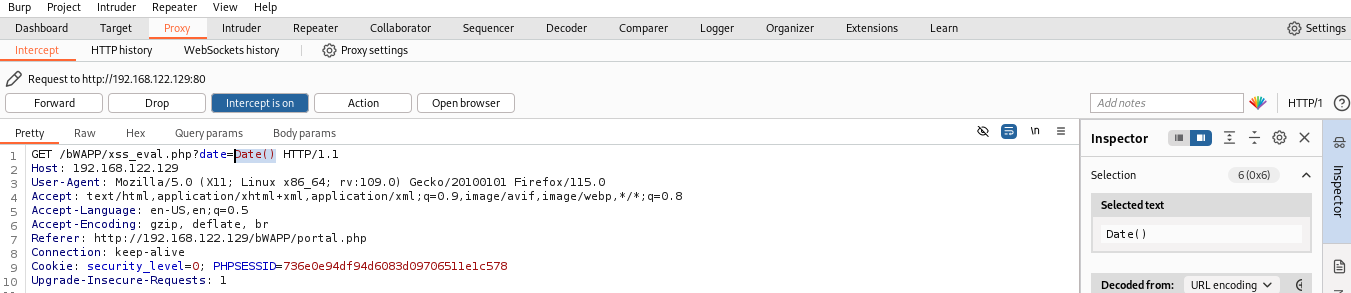 Burp Project Intruder Repeater View Help
Dashboard Target Proxy Intruder Repeater Collaborator Sequencer Decoder Comparer Logger Organizer Extensions Learn Settings
Intercept HTTP history WebSockets history Proxy settings
Request to http://192.168.122.129:80
Forward Drop Intercept is on Action Open browser Add notes HTTP/1 ?
Pretty Raw Hex Query params Body params \n Inspector
1 GET /bWAPP/xss_eval.php?date=Date() HTTP/1.1
2 Host: 192.168.122.129
3 User-Agent: Mozilla/5.0 (X11; Linux x86_64; rv:109.0) Gecko/20100101 Firefox/115.0
4 Accept: text/html,application/xhtml+xml,application/xml;q=0.9,image/avif,image/webp,*/*;q=0.8
5 Accept-Language: en-US,en;q=0.5
6 Accept-Encoding: gzip, deflate, br
7 Referer: http://192.168.122.129/bWAPP/portal.php
8 Connection: keep-alive
9 Cookie: security_level=0; PHPSESSID=736e0e94df94d6083d09706511e1c578
10 Upgrade-Insecure-Requests: 1
Selection 6 (0x6)
Selected text
Date()
Decoded from: URL encoding
Inspector